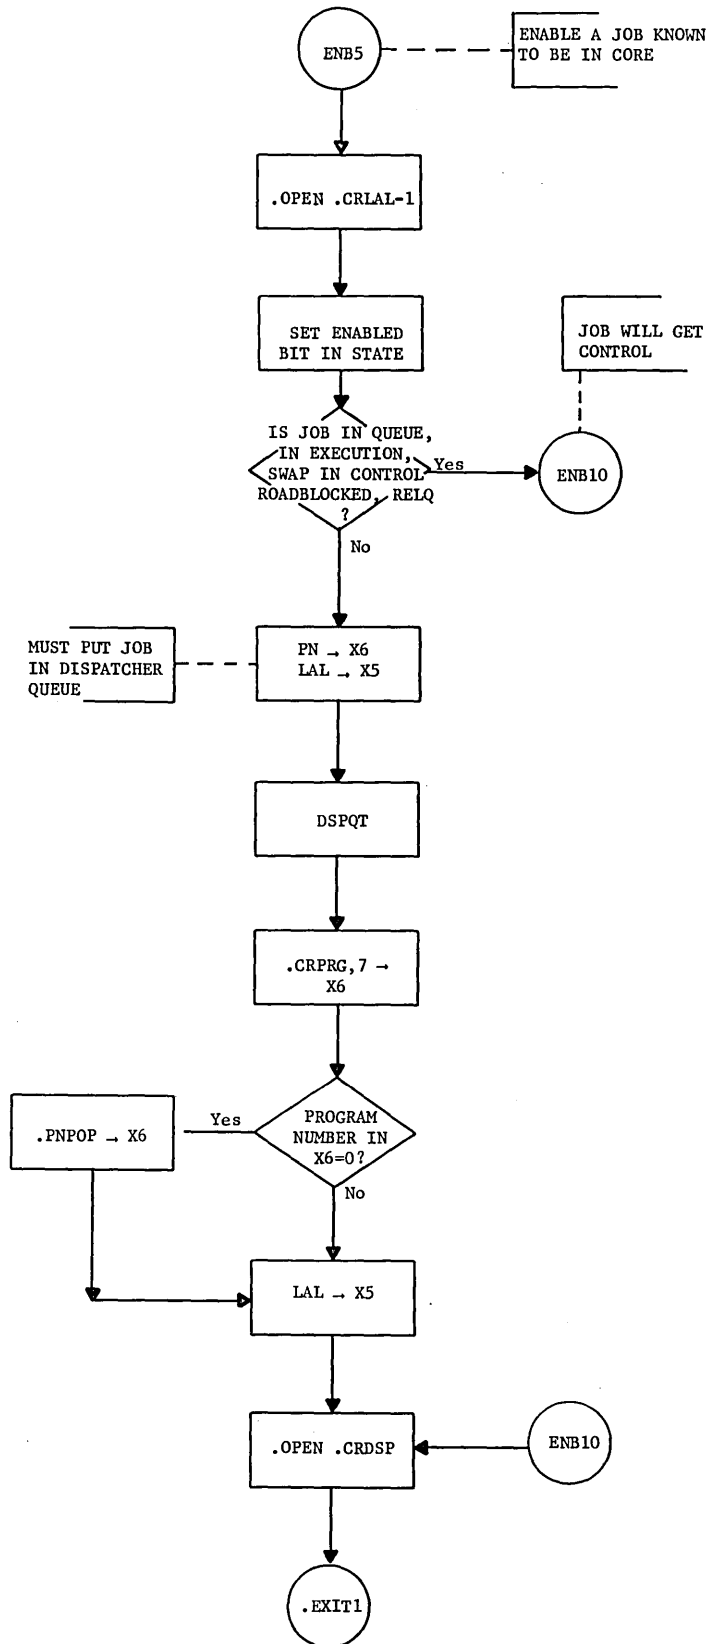 ENB5
ENABLE A JOB KNOWN
TO BE IN CORE
.OPEN .CRLAL-1
SET ENABLED
BIT IN STATE
JOB WILL GET
CONTROL
IS JOB IN QUEUE,
IN EXECUTION,
SWAP IN CONTROL
ROADBLOCKED, RELQ
?
Yes
ENB10
No
MUST PUT JOB
IN DISPATCHER
QUEUE
PN → X6
LAL → X5
DSPQT
.CRPRG,7 →
X6
.PNPOP → X6
Yes
PROGRAM
NUMBER IN
X6=0?
No
LAL → X5
.OPEN .CRDSP
ENB10
.EXIT1